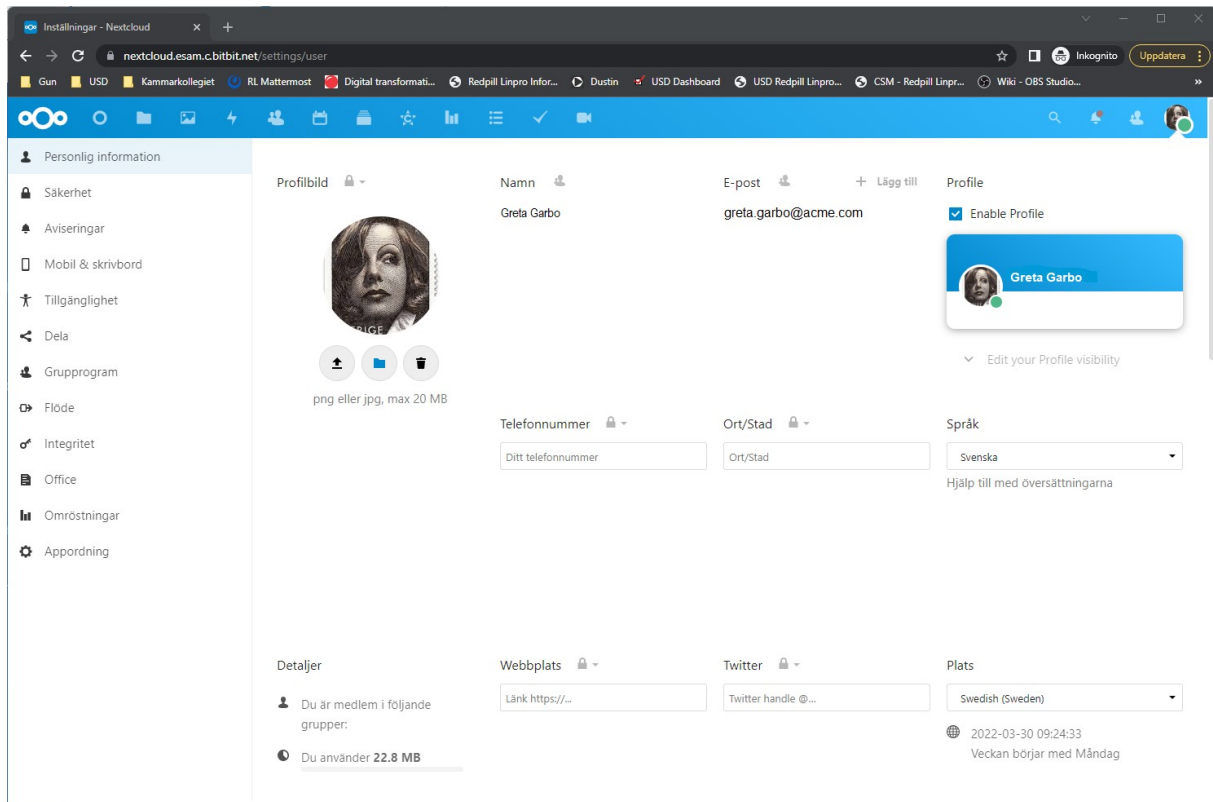 Inställningar - Nextcloud
nextcloud.esam.c.bitbit.net/settings/user
Inkognito
Uppdatera
Gun
USD
Kammarkollegiet
RL Mattermost
Digital transformati...
Redpill Linpro Infor...
Dustin
USD Dashboard
USD Redpill Linpro...
CSM - Redpill Linpr...
Wiki - OBS Studio...
»
Personlig information
Säkerhet
Aviseringar
Mobil & skrivbord
Tillgänglighet
Dela
Grupprogram
Flöde
Integritet
Office
Omröstningar
Appordning
Profilbild
png eller jpg, max 20 MB
Namn
Greta Garbo
E-post
+ Lägg till
greta.garbo@acme.com
Profile
Enable Profile
Greta Garbo
Edit your Profile visibility
Telefonnummer
Ditt telefonnummer
Ort/Stad
Ort/Stad
Språk
Svenska
Hjälp till med översättningarna
Detaljer
Du är medlem i följande
grupper:
Du använder 22.8 MB
Webbplats
Länk https://...
Twitter
Twitter handle @...
Plats
Swedish (Sweden)
2022-03-30 09:24:33
Veckan börjar med Måndag